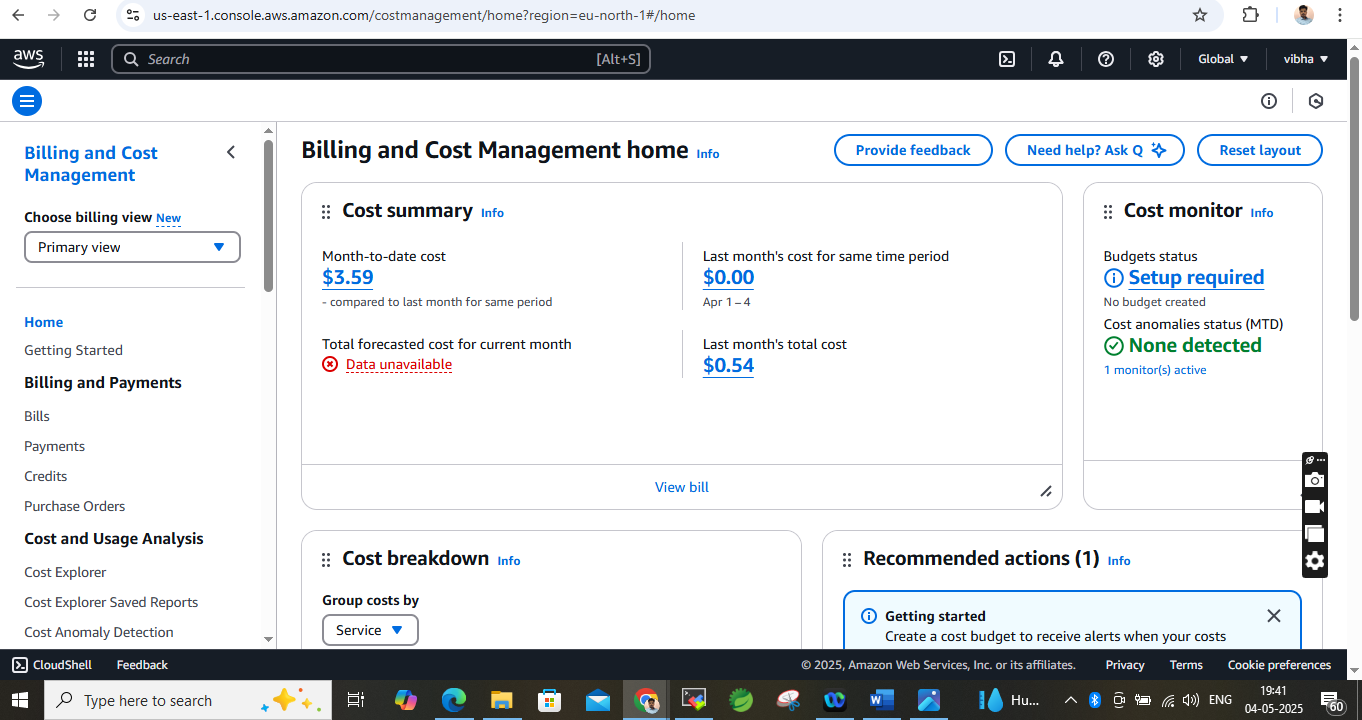 us-east-1.console.aws.amazon.com/costmanagement/home?region=eu-north-1#/home
aws
Search
[Alt+S]
Global
vibha
Billing and Cost Management
Choose billing view New
Primary view
Home
Getting Started
Billing and Payments
Bills
Payments
Credits
Purchase Orders
Cost and Usage Analysis
Cost Explorer
Cost Explorer Saved Reports
Cost Anomaly Detection
Billing and Cost Management home Info
Provide feedback
Need help? Ask Q
Reset layout
Cost summary Info
Month-to-date cost
$3.59
- compared to last month for same period
Last month's cost for same time period
$0.00
Apr 1 – 4
Total forecasted cost for current month
Data unavailable
Last month's total cost
$0.54
View bill
Cost monitor Info
Budgets status
Setup required
No budget created
Cost anomalies status (MTD)
None detected
1 monitor(s) active
Cost breakdown Info
Group costs by
Service
Recommended actions (1) Info
Getting started
Create a cost budget to receive alerts when your costs
CloudShell
Feedback
© 2025, Amazon Web Services, Inc. or its affiliates.
Privacy
Terms
Cookie preferences
Type here to search
Hu...
ENG
19:41
04-05-2025
60